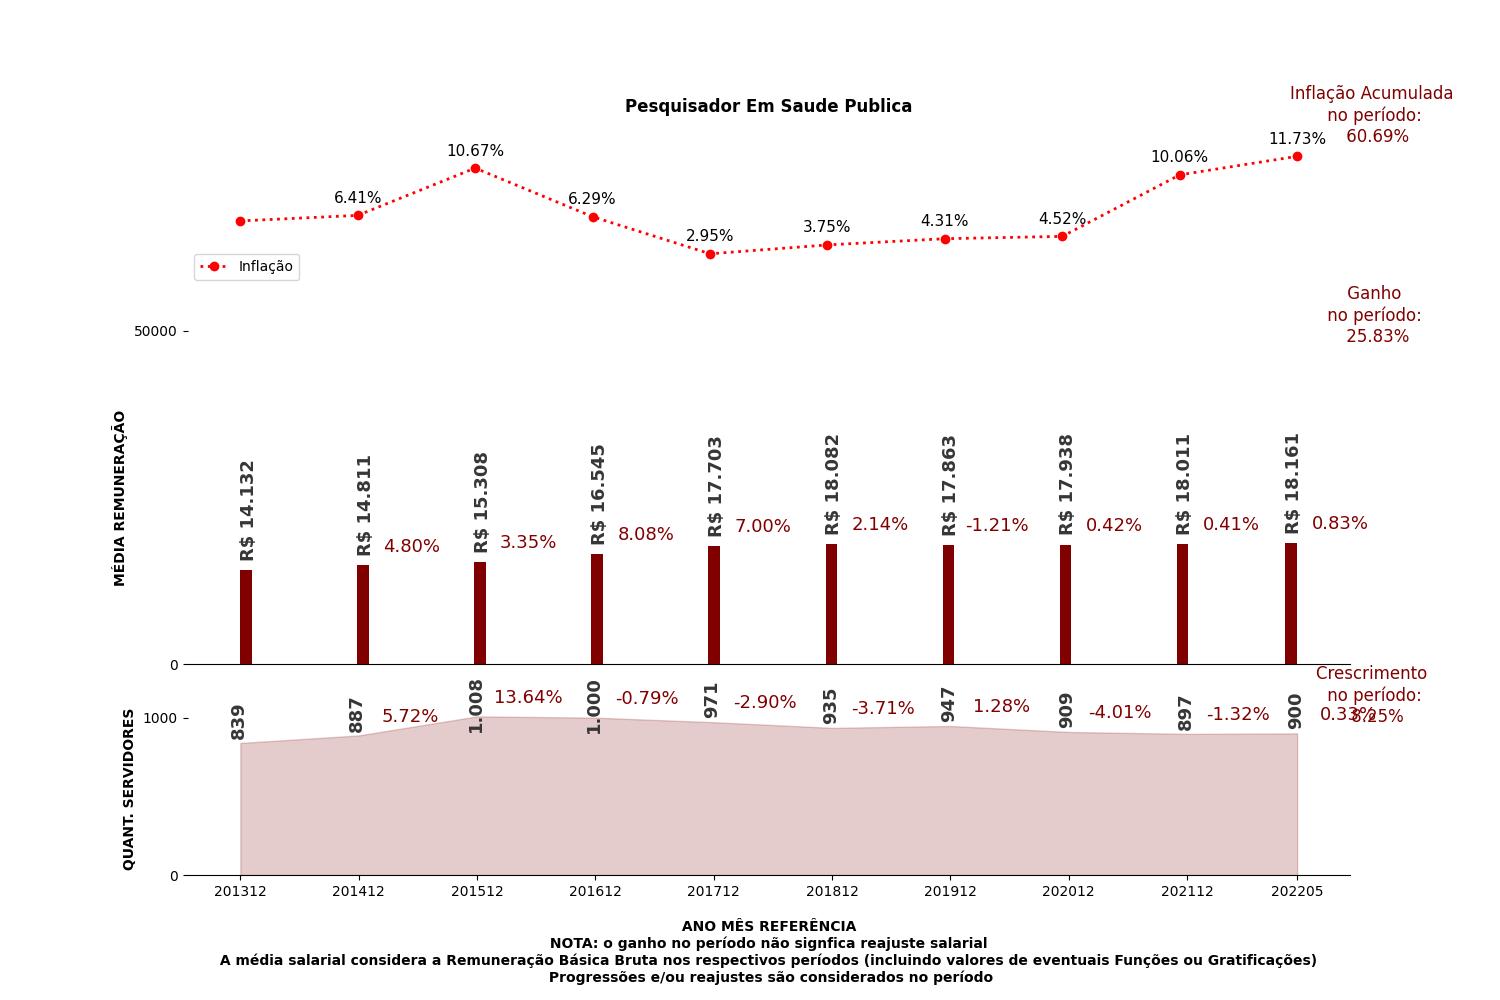 Pesquisador Em Saude Publica
Inflação Acumulada
no período:
60.69%
6.41%
10.67%
6.29%
2.95%
3.75%
4.31%
4.52%
10.06%
11.73%
Inflação
Ganho
no período:
25.83%
50000
0
MÉDIA REMUNERAÇÃO
R$ 14.132
R$ 14.811
R$ 15.308
R$ 16.545
R$ 17.703
R$ 18.082
R$ 17.863
R$ 17.938
R$ 18.011
R$ 18.161
4.80%
3.35%
8.08%
7.00%
2.14%
-1.21%
0.42%
0.41%
0.83%
Crescrimento
no período:
8.25%
1000
0
QUANT. SERVIDORES
839
887
1.008
1.000
971
935
947
909
897
900
5.72%
13.64%
-0.79%
-2.90%
-3.71%
1.28%
-4.01%
-1.32%
0.33%
201312
201412
201512
201612
201712
201812
201912
202012
202112
202205
ANO MÊS REFERÊNCIA
NOTA: o ganho no período não signfica reajuste salarial
A média salarial considera a Remuneração Básica Bruta nos respectivos períodos (incluindo valores de eventuais Funções ou Gratificações)
Progressões e/ou reajustes são considerados no período